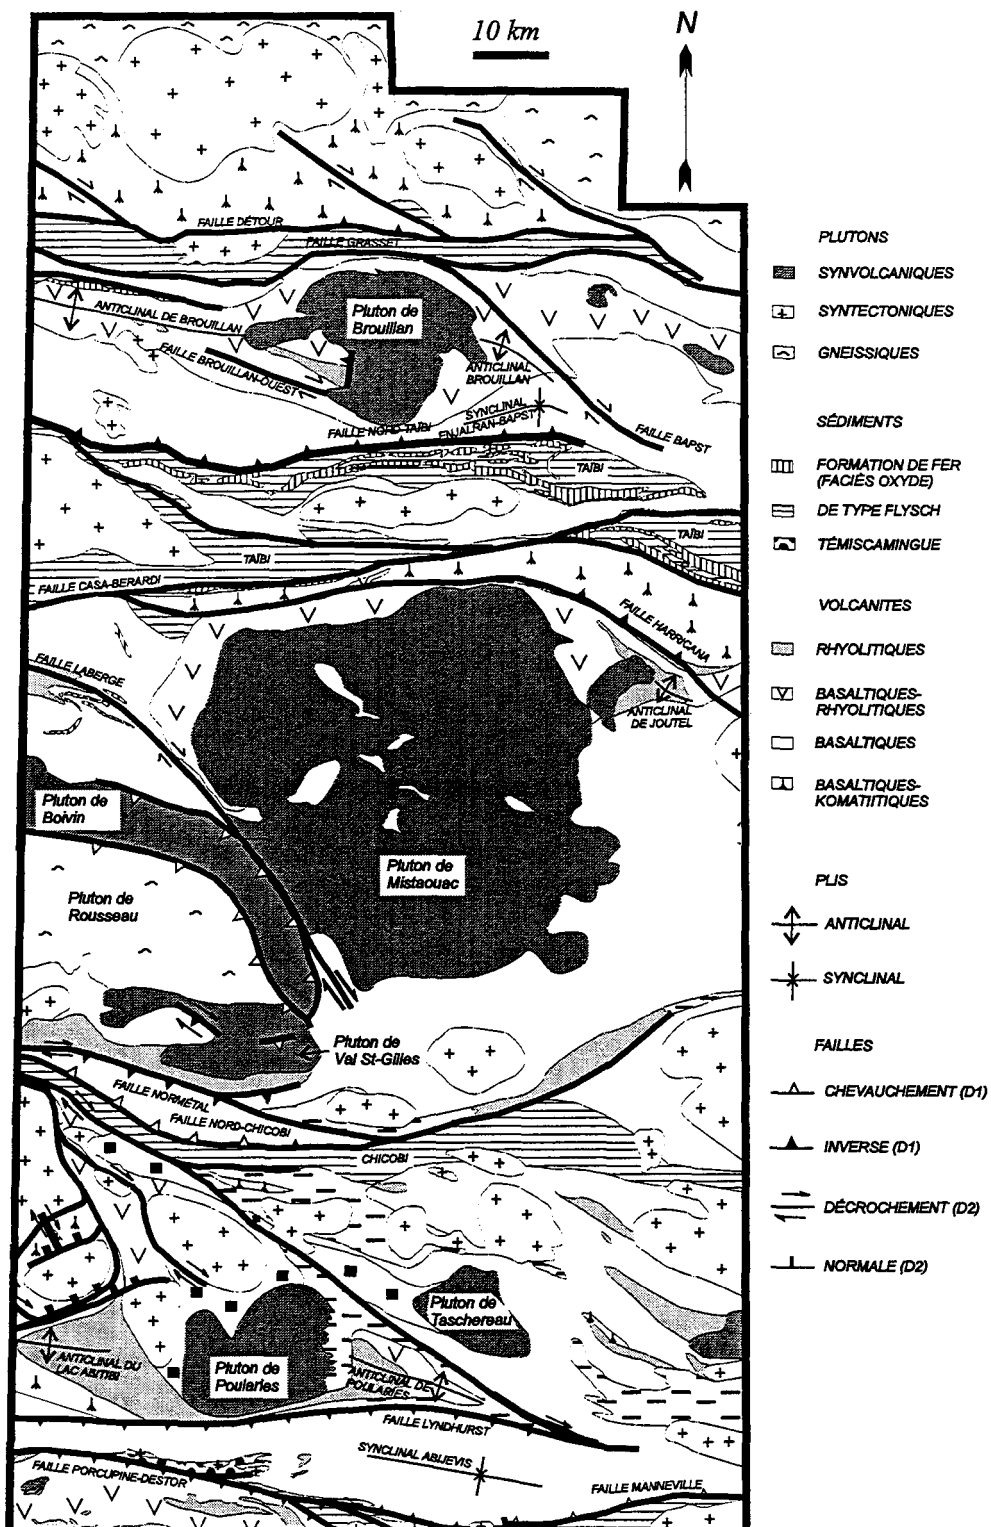 10 km
N
FAILLE DÉTOUR
FAILLE GRASSET
ANTICLINAL DE BROUILLAN
Pluton de
Brouillan
FAILLE BROUILLAN-OUEST
ANTICLINAL
BROUILLAN
SYNCLINAL
ENJALRAN-BAPST
FAILLE NORD-TAÏBI
FAILLE BAPST
TAÏBI
TAÏBI
TAÏBI
FAILLE CASA-BERARDI
FAILLE HARRICANA
FAILLE LABERGE
ANTICLINAL
DE JOUTEL
Pluton de
Boivin
Pluton de
Mistaouac
Pluton de
Rousseau
Pluton de
Val St-Gilles
FAILLE NORMÉTAL
FAILLE NORD-CHICOBI
CHICOBI
Pluton de
Taschereau
ANTICLINAL DU
LAC ABITIBI
Pluton de
Poularies
ANTICLINAL DE
POULARIES
FAILLE LYNDHURST
SYNCLINAL ABIJEVIS
FAILLE PORCUPINE-DESTOR
FAILLE MANNEVILLE
PLUTONS
SYNVOLCANIQUES
SYNTECTONIQUES
GNEISSIQUES
SÉDIMENTS
FORMATION DE FER
(FACIÈS OXYDE)
DE TYPE FLYSCH
TÉMISCAMINGUE
VOLCANITES
RHYOLITIQUES
BASALTIQUES-
RHYOLITIQUES
BASALTIQUES
BASALTIQUES-
KOMATIITIQUES
PLIS
ANTICLINAL
SYNCLINAL
FAILLES
CHEVAUCHEMENT (D1)
INVERSE (D1)
DÉCROCHEMENT (D2)
NORMALE (D2)